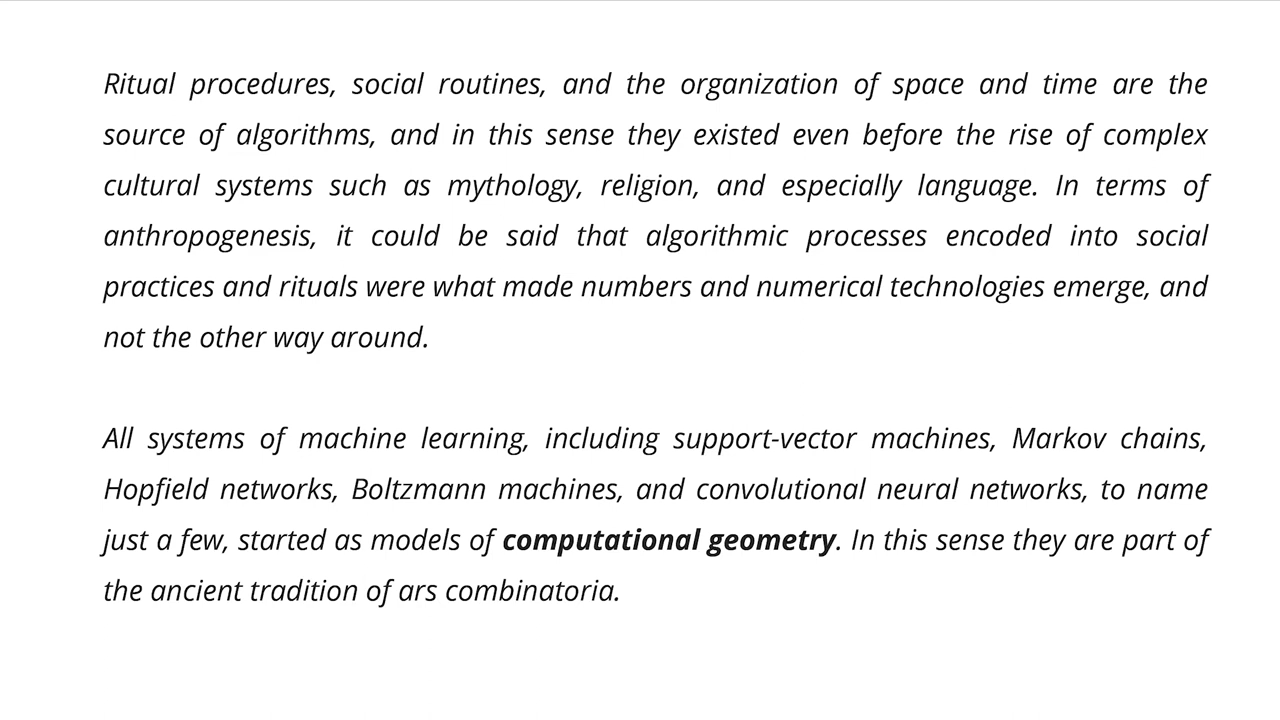 Ritual procedures, social routines, and the organization of space and time are the
source of algorithms, and in this sense they existed even before the rise of complex
cultural systems such as mythology, religion, and especially language. In terms of
anthropogenesis, it could be said that algorithmic processes encoded into social
practices and rituals were what made numbers and numerical technologies emerge, and
not the other way around.
All systems of machine learning, including support-vector machines, Markov chains,
Hopfield networks, Boltzmann machines, and convolutional neural networks, to name
just a few, started as models of computational geometry. In this sense they are part of
the ancient tradition of ars combinatoria.